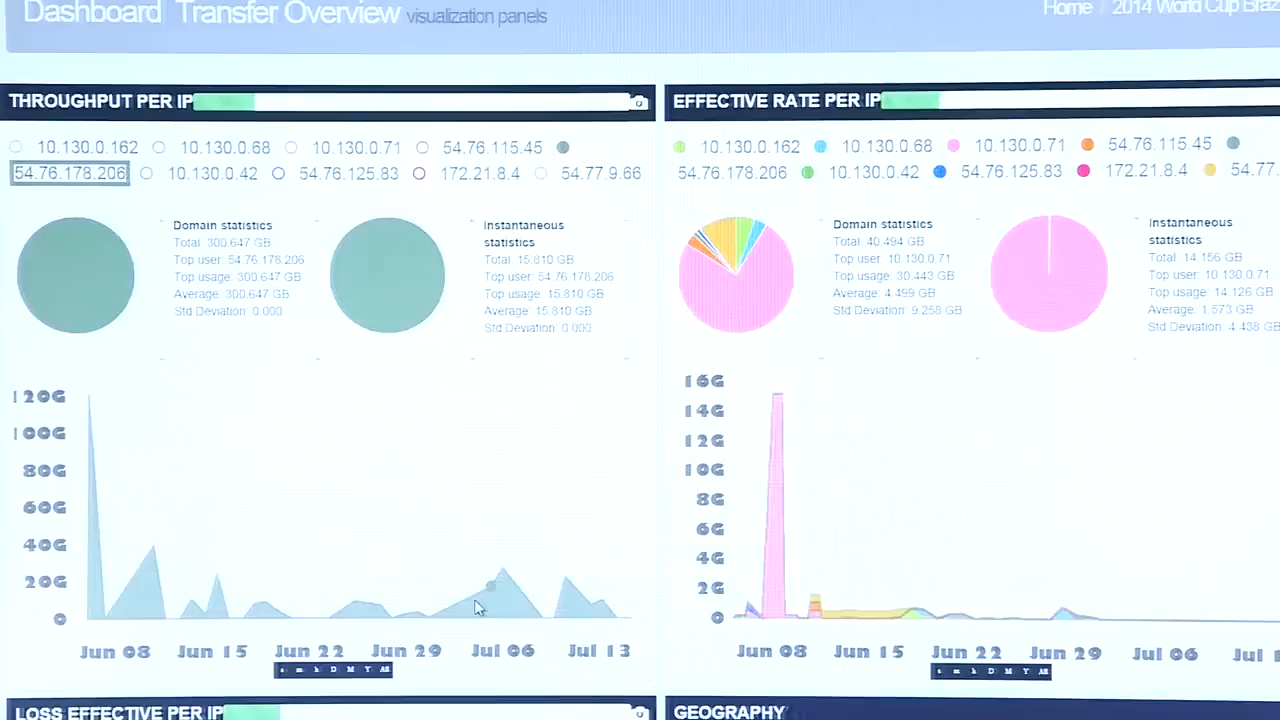 Dashboard Transfer Overview visualization panels
Home / 2014 World Cup Braz
THROUGHPUT PER IP
10.130.0.162 10.130.0.68 10.130.0.71 54.76.115.45
54.76.178.206 10.130.0.42 54.76.125.83 172.21.8.4 54.77.9.66
Domain statistics
Total: 300.647 GB
Top user: 54.76.178.206
Top usage: 300.647 GB
Average: 300.647 GB
Std Deviation: 0.000
Instantaneous
statistics
Total: 15.810 GB
Top user: 54.76.178.206
Top usage: 15.810 GB
Average: 15.810 GB
Std Deviation: 0.000
120G
100G
80G
60G
40G
20G
0
Jun 08 Jun 15 Jun 22 Jun 29 Jul 06 Jul 13
s m h D M Y All
EFFECTIVE RATE PER IP
10.130.0.162 10.130.0.68 10.130.0.71 54.76.115.45
54.76.178.206 10.130.0.42 54.76.125.83 172.21.8.4 54.77.
Domain statistics
Total: 40.494 GB
Top user: 10.130.0.71
Top usage: 30.443 GB
Average: 4.499 GB
Std Deviation: 9.258 GB
Instantaneous
statistics
Total: 14.156 GB
Top user: 10.130.0.71
Top usage: 14.126 GB
Average: 1.573 GB
Std Deviation: 4.438 GB
16G
14G
12G
10G
8G
6G
4G
2G
0
Jun 08 Jun 15 Jun 22 Jun 29 Jul 06 Jul 1
s m h D M Y All
LOSS EFFECTIVE PER IP
GEOGRAPHY